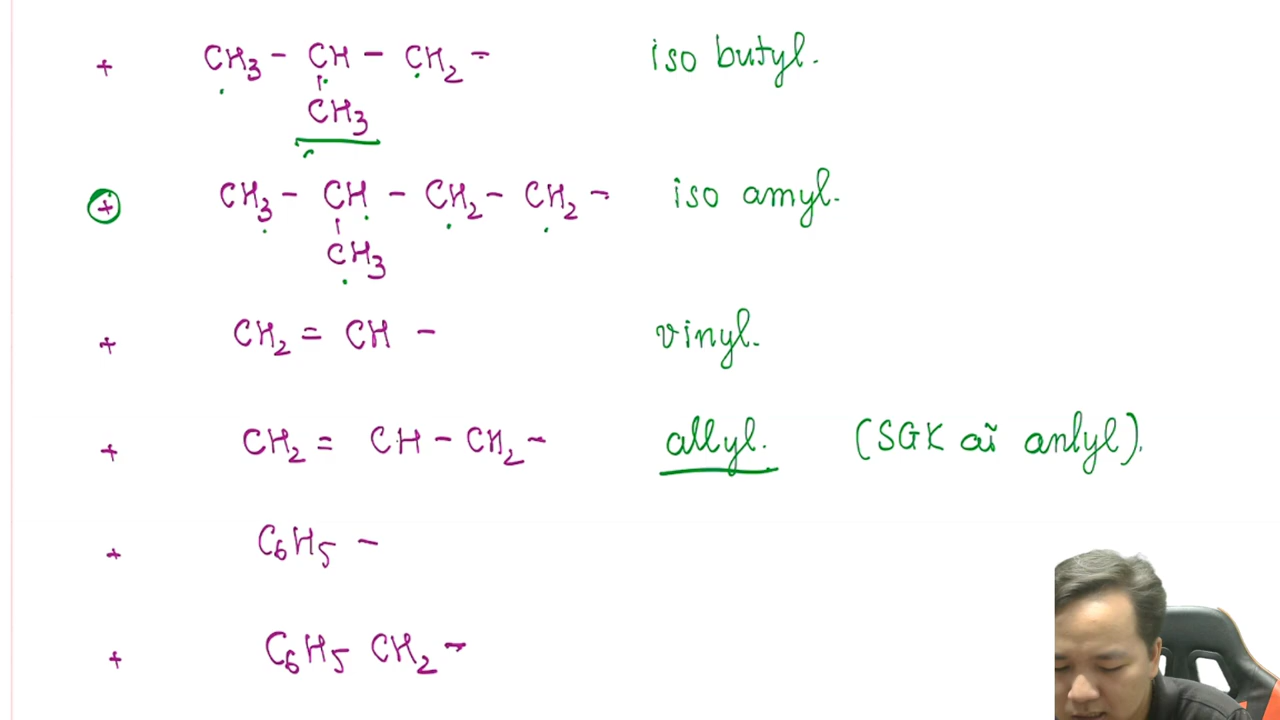 + CH3 - CH - CH2 - iso butyl.
CH3
+ CH3 - CH - CH2 - CH2 - iso amyl.
CH3
+ CH2 = CH - vinyl.
+ CH2 = CH - CH2 - allyl. (SGK cũ anlyl).
+ C6H5 -
+ C6H5 CH2 -